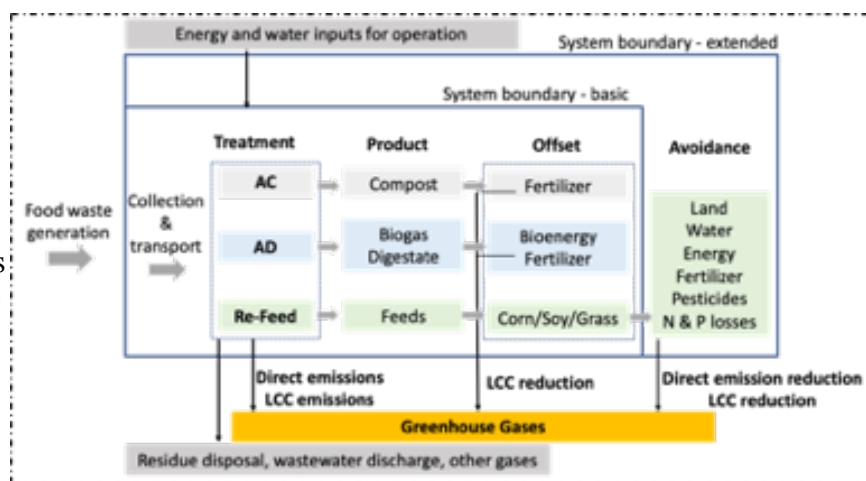 Energy and water inputs for operation
System boundary - extended
System boundary - basic
Treatment
Product
Offset
Avoidance
Food waste
generation
Collection
&
transport
AC
Compost
Fertilizer
AD
Biogas
Digestate
Bioenergy
Fertilizer
Re-Feed
Feeds
Corn/Soy/Grass
Land
Water
Energy
Fertilizer
Pesticides
N & P losses
s
Direct emissions
LCC emissions
LCC reduction
Direct emission reduction
LCC reduction
Greenhouse Gases
Residue disposal, wastewater discharge, other gases